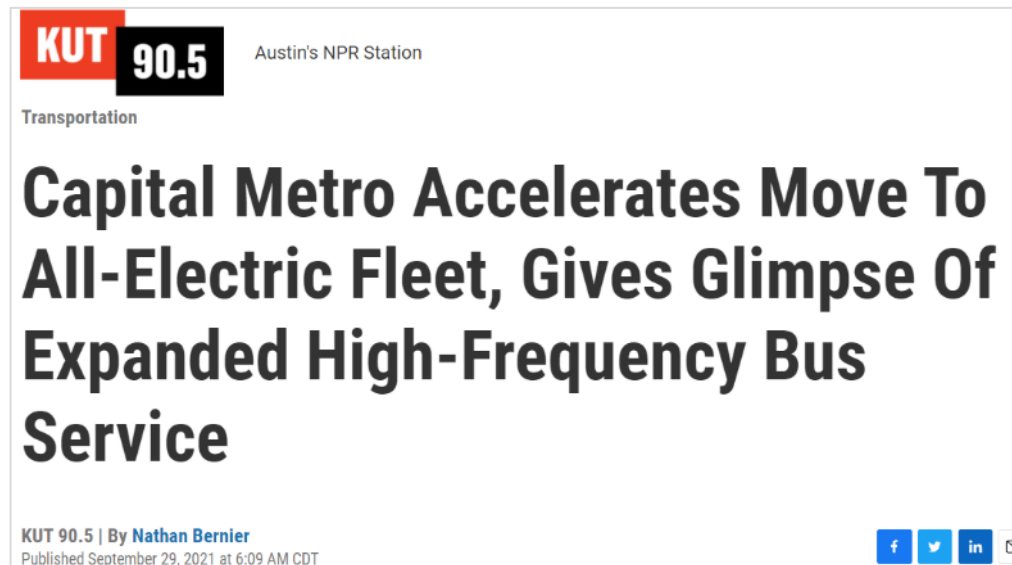 KUT 90.5
Austin's NPR Station
Transportation
Capital Metro Accelerates Move To
All-Electric Fleet, Gives Glimpse Of
Expanded High-Frequency Bus
Service
KUT 90.5 | By Nathan Bernier
Published September 29, 2021 at 6:09 AM CDT
f in